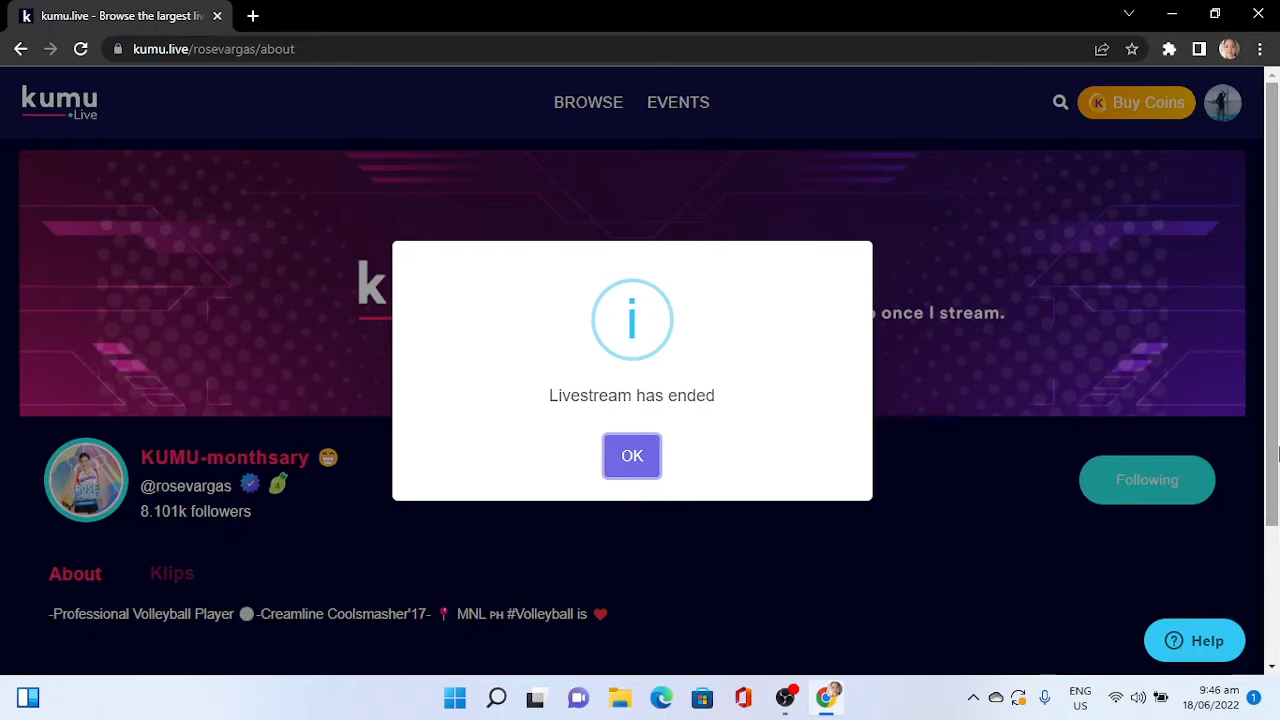 Kumu Live - Browse the largest liv
kumu.live/rosevargas/about
kumu
Live
BROWSE EVENTS
Buy Coins
k
once I stream.
Livestream has ended
OK
KUMU-monthsary 😁
@rosevargas
8.101k followers
Following
ROSE
About Klips
-Professional Volleyball Player 🏐-Creamline Coolsmasher'17- 📍 MNL ᴘʜ #Volleyball is ❤️
Help
ENG
US
9:46 am
18/06/2022